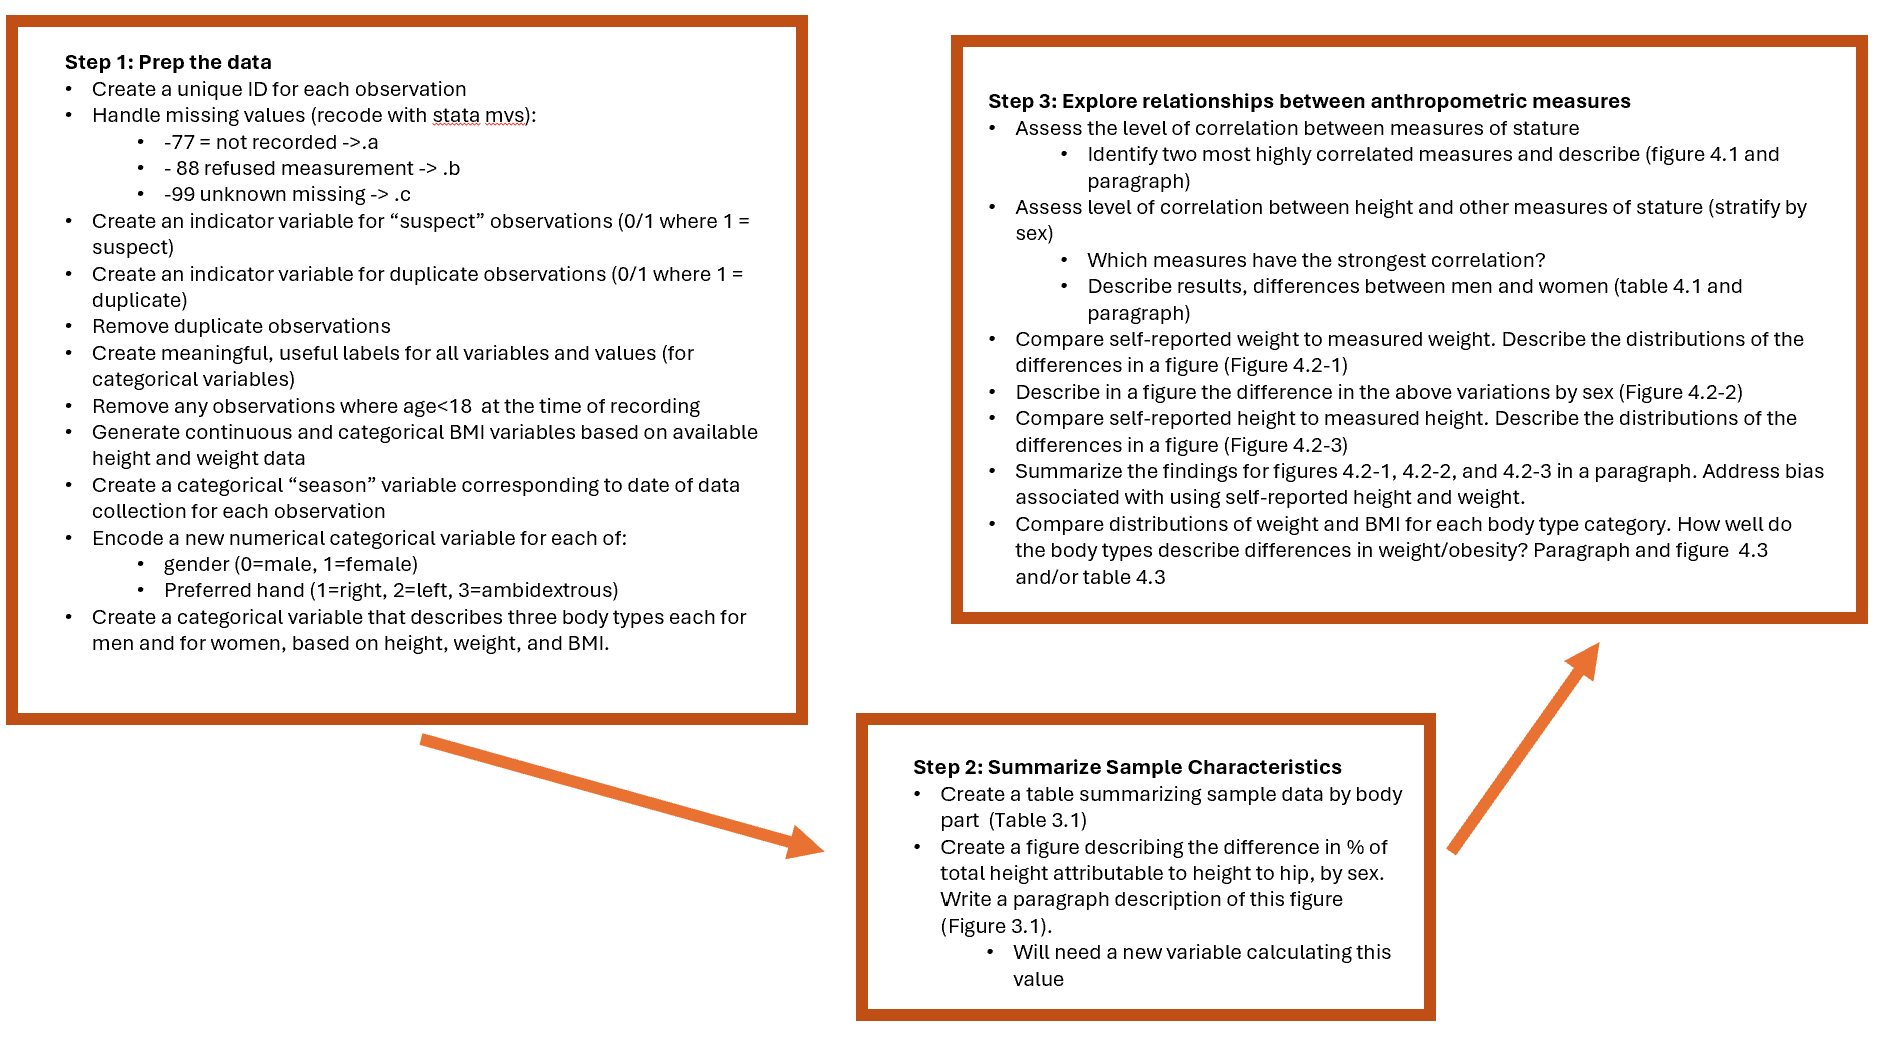 Step 1: Prep the data
• Create a unique ID for each observation
• Handle missing values (recode with stata mvs):
• -77 = not recorded ->.a
• - 88 refused measurement -> .b
• -99 unknown missing -> .c
• Create an indicator variable for “suspect” observations (0/1 where 1 =
suspect)
• Create an indicator variable for duplicate observations (0/1 where 1 =
duplicate)
• Remove duplicate observations
• Create meaningful, useful labels for all variables and values (for
categorical variables)
• Remove any observations where age<18 at the time of recording
• Generate continuous and categorical BMI variables based on available
height and weight data
• Create a categorical “season” variable corresponding to date of data
collection for each observation
• Encode a new numerical categorical variable for each of:
• gender (0=male, 1=female)
• Preferred hand (1=right, 2=left, 3=ambidextrous)
• Create a categorical variable that describes three body types each for
men and for women, based on height, weight, and BMI.
Step 2: Summarize Sample Characteristics
• Create a table summarizing sample data by body
part (Table 3.1)
• Create a figure describing the difference in % of
total height attributable to height to hip, by sex.
Write a paragraph description of this figure
(Figure 3.1).
• Will need a new variable calculating this
value
Step 3: Explore relationships between anthropometric measures
• Assess the level of correlation between measures of stature
• Identify two most highly correlated measures and describe (figure 4.1 and
paragraph)
• Assess level of correlation between height and other measures of stature (stratify by
sex)
• Which measures have the strongest correlation?
• Describe results, differences between men and women (table 4.1 and
paragraph)
• Compare self-reported weight to measured weight. Describe the distributions of the
differences in a figure (Figure 4.2-1)
• Describe in a figure the difference in the above variations by sex (Figure 4.2-2)
• Compare self-reported height to measured height. Describe the distributions of the
differences in a figure (Figure 4.2-3)
• Summarize the findings for figures 4.2-1, 4.2-2, and 4.2-3 in a paragraph. Address bias
associated with using self-reported height and weight.
• Compare distributions of weight and BMI for each body type category. How well do
the body types describe differences in weight/obesity? Paragraph and figure 4.3
and/or table 4.3